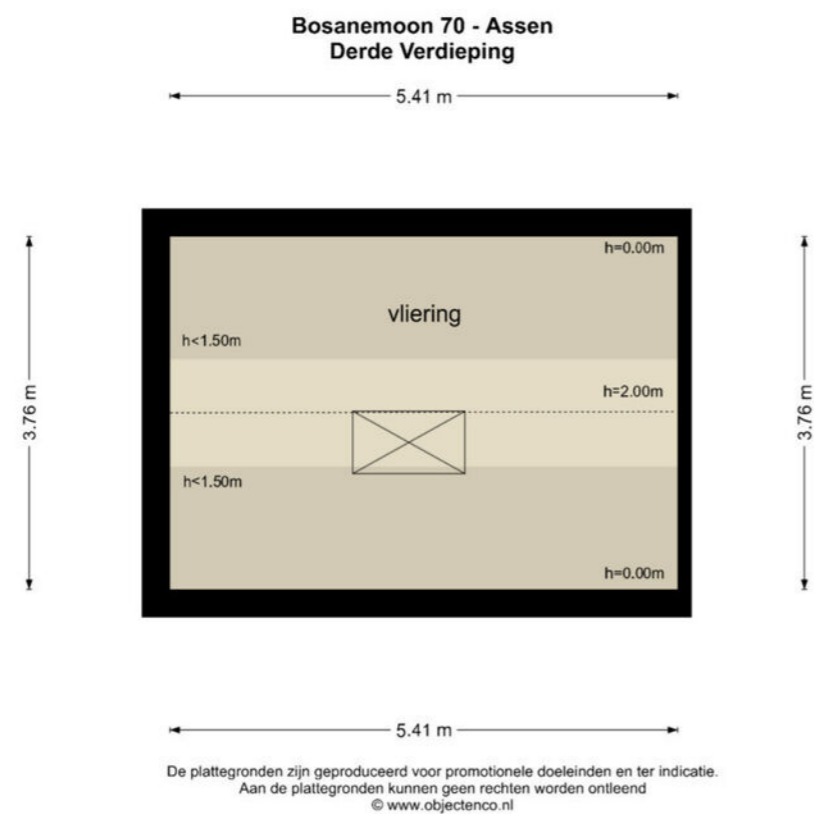 Bosanemoon 70 - Assen
Derde Verdieping
5.41 m
h=0.00m
vliering
h<1.50m
h=2.00m
3.76 m
3.76 m
h<1.50m
h=0.00m
5.41 m
De plattegronden zijn geproduceerd voor promotionele doeleinden en ter indicatie.
Aan de plattegronden kunnen geen rechten worden ontleend
© www.objectenco.nl